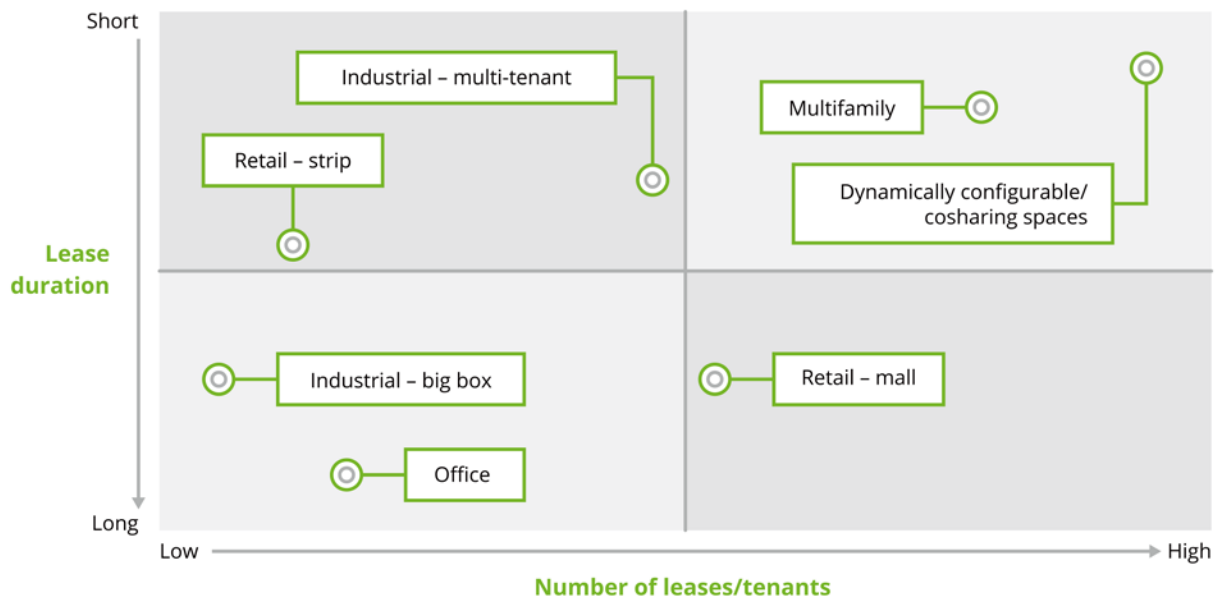 Short
Industrial – multi-tenant
Multifamily
Retail – strip
Dynamically configurable/
cosharing spaces
Lease
duration
Industrial – big box
Retail – mall
Office
Long
Low
High
Number of leases/tenants